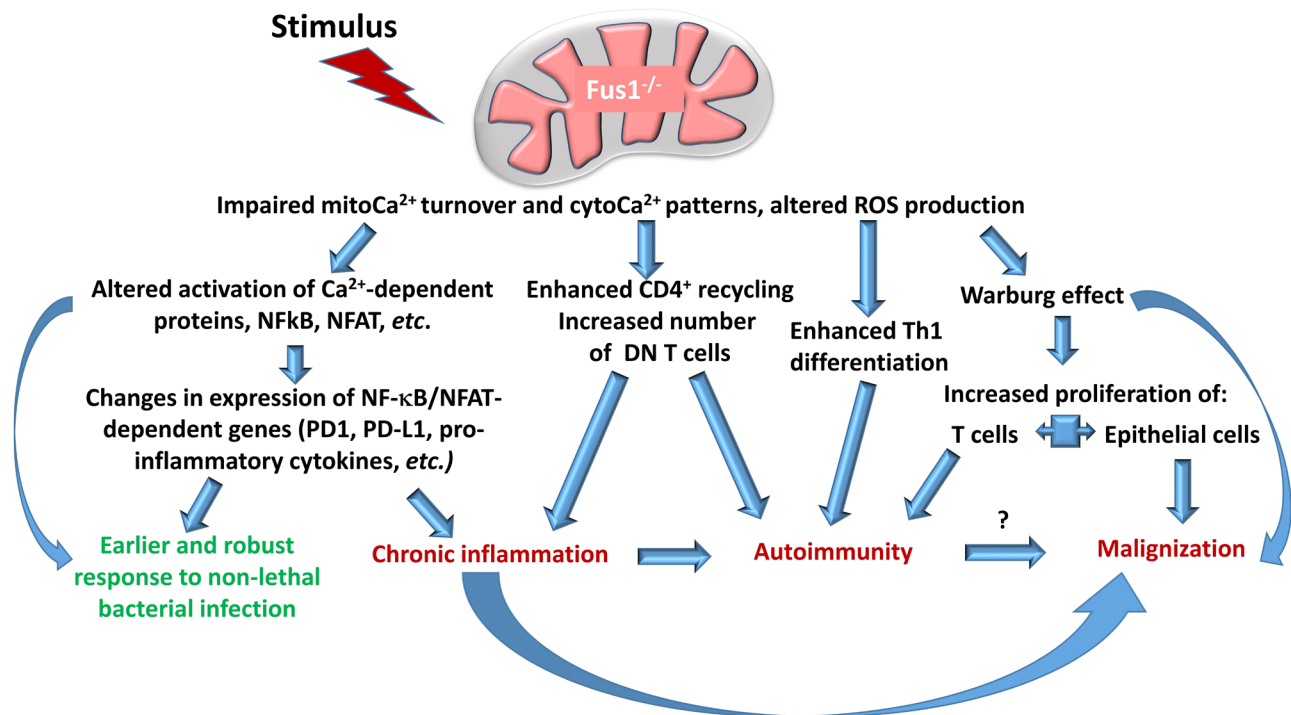 Stimulus
Fus1⁻/⁻
Impaired mitoCa²⁺ turnover and cytoCa²⁺ patterns, altered ROS production
Altered activation of Ca²⁺-dependent
proteins, NFkB, NFAT, etc.
Enhanced CD4⁺ recycling
Increased number
of DN T cells
Enhanced Th1
differentiation
Warburg effect
Changes in expression of NF-κB/NFAT-
dependent genes (PD1, PD-L1, pro-
inflammatory cytokines, etc.)
Increased proliferation of:
T cells
Epithelial cells
Earlier and robust
response to non-lethal
bacterial infection
Chronic inflammation
Autoimmunity
?
Malignization